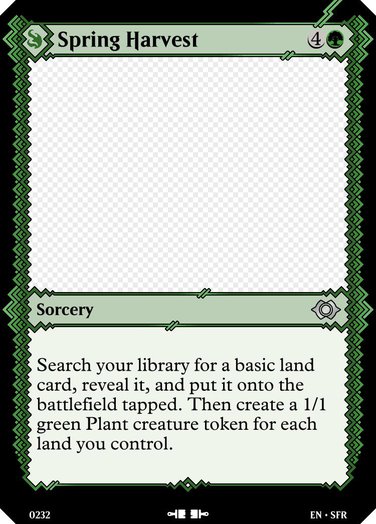 Spring Harvest 4
Sorcery
Search your library for a basic land
card, reveal it, and put it onto the
battlefield tapped. Then create a 1/1
green Plant creature token for each
land you control.
0232 EN • SFR